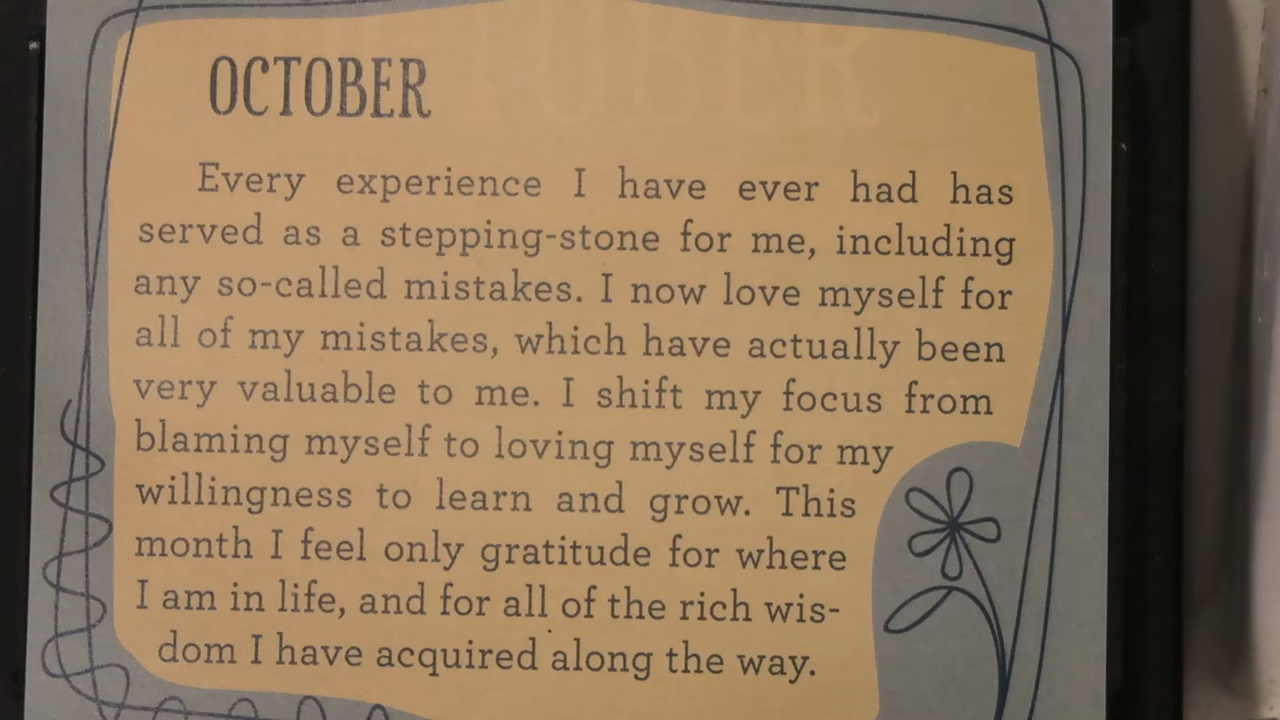 OCTOBER
Every experience I have ever had has
served as a stepping-stone for me, including
any so-called mistakes. I now love myself for
all of my mistakes, which have actually been
very valuable to me. I shift my focus from
blaming myself to loving myself for my
willingness to learn and grow. This
month I feel only gratitude for where
I am in life, and for all of the rich wis-
dom I have acquired along the way.